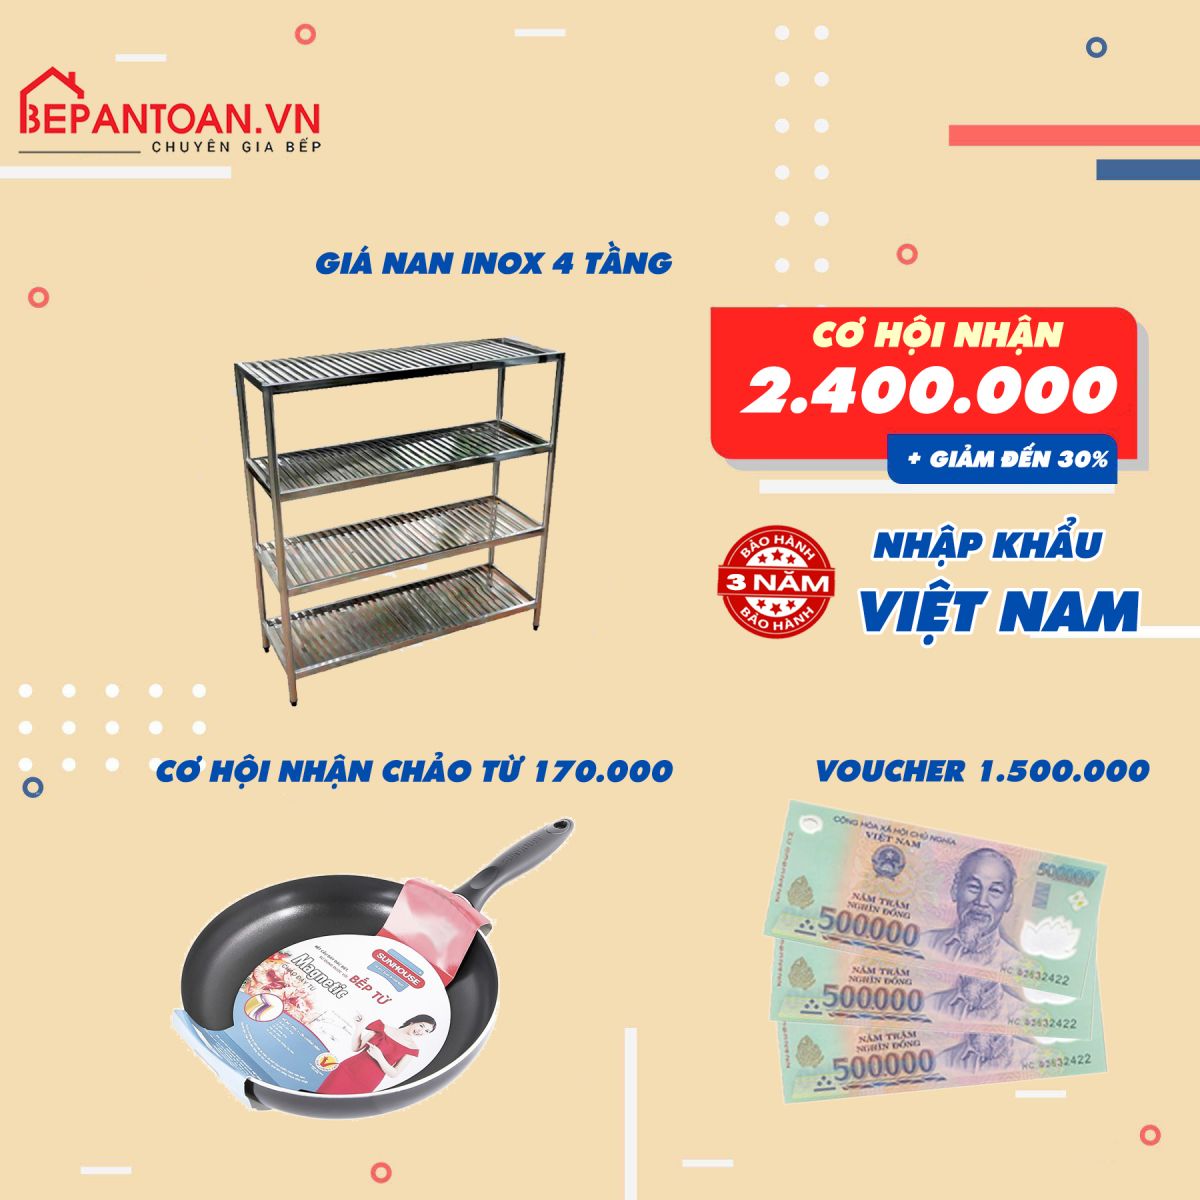 BEPANTOAN.VN
CHUYÊN GIA BẾP
GIÁ NAN INOX 4 TẦNG
CƠ HỘI NHẬN
2.400.000
+ GIẢM ĐẾN 30%
BẢO HÀNH
3 NĂM
BẢO HÀNH
NHẬP KHẨU
VIỆT NAM
CƠ HỘI NHẬN CHẢO TỪ 170.000
VOUCHER 1.500.000
SUNHOUSE
BẾP TỪ
Magnetic
CHẢO ĐÁY TỪ
CỘNG HÒA XÃ HỘI CHỦ NGHĨA
VIỆT NAM
500000
NĂM TRĂM
NGHÌN ĐỒNG
500000
NĂM TRĂM
NGHÌN ĐỒNG
500000
NĂM TRĂM
NGHÌN ĐỒNG
500000